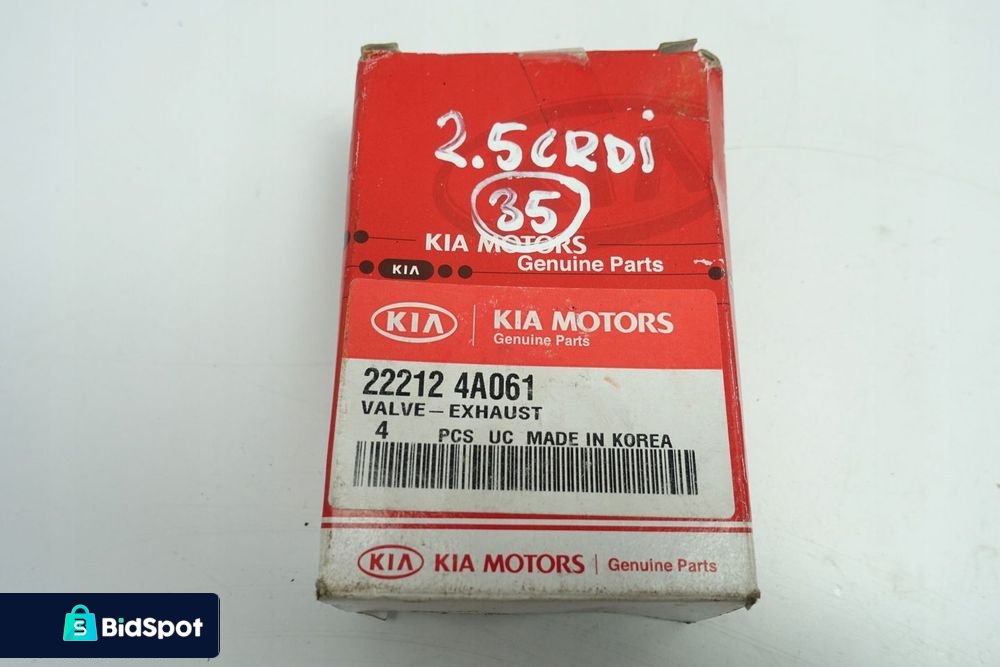 2.5CRDi
35
KIA MOTORS
Genuine Parts
KIA
KIA KIA MOTORS
Genuine Parts
22212 4A061
VALVE-EXHAUST
4 PCS UC MADE IN KOREA
KIA KIA MOTORS Genuine Parts
BidSpot